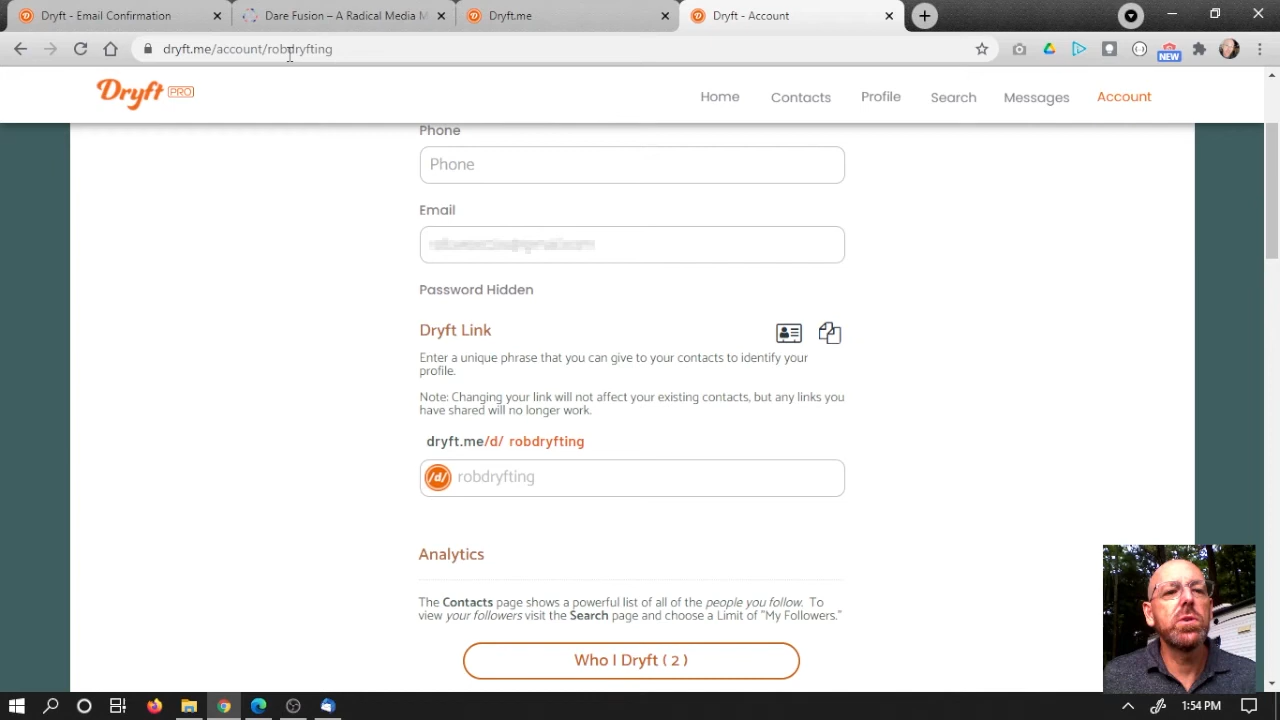 Dryft - Email Confirmation
Dare Fusion – A Radical Media M
Dryft.me
Dryft - Account
dryft.me/account/robdryfting
NEW
Dryft PRO
Home
Contacts
Profile
Search
Messages
Account
Phone
Phone
Email
Password Hidden
Dryft Link
Enter a unique phrase that you can give to your contacts to identify your
profile.
Note: Changing your link will not affect your existing contacts, but any links you
have shared will no longer work.
dryft.me/d/ robdryfting
/d/ robdryfting
Analytics
The Contacts page shows a powerful list of all of the people you follow. To
view your followers visit the Search page and choose a Limit of "My Followers."
Who I Dryft ( 2 )
1:54 PM